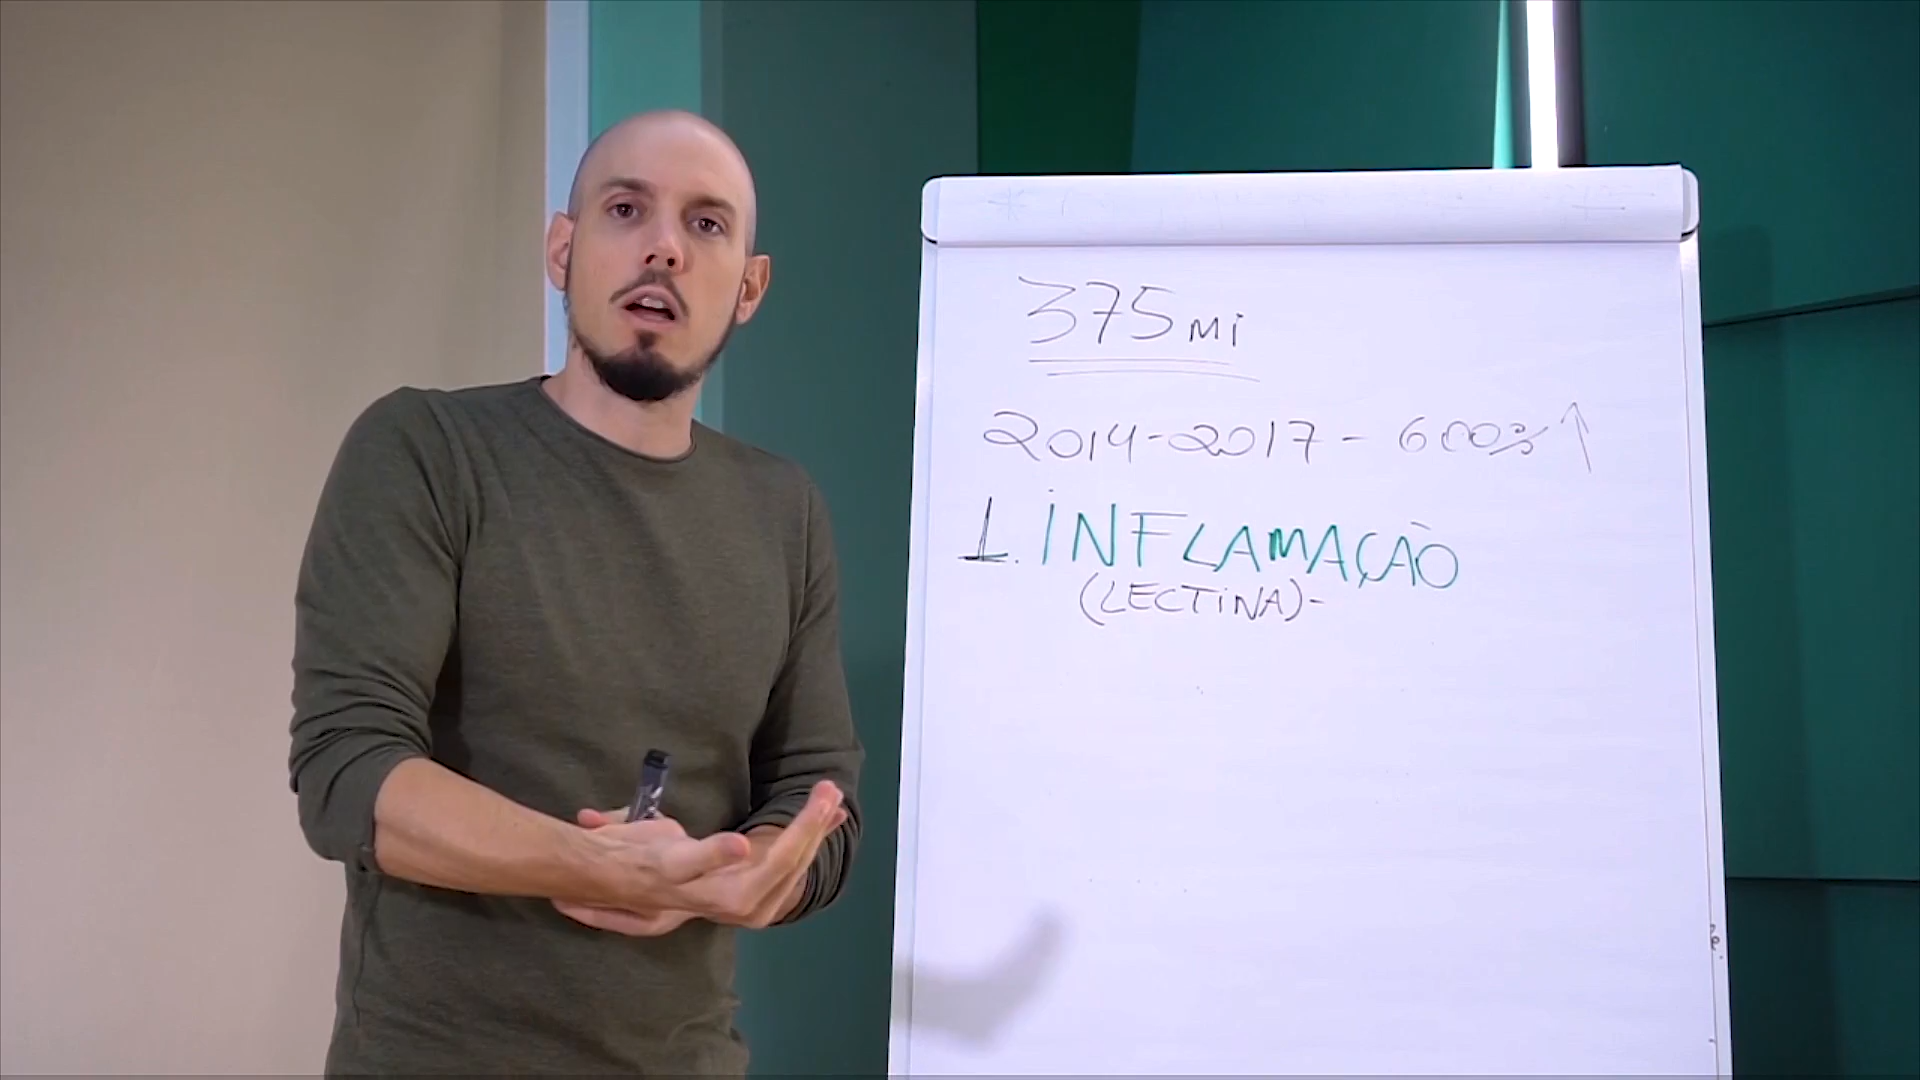 375 Mi
2014-2017 - 600% ↑
1. INFLAMAÇÃO
(LECTINA)-